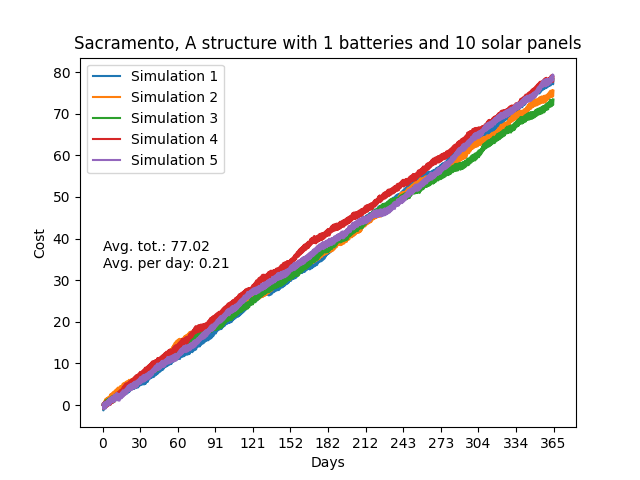 Sacramento, A structure with 1 batteries and 10 solar panels
80
70
60
50
40
30
20
10
0
Cost
Simulation 1
Simulation 2
Simulation 3
Simulation 4
Simulation 5
Avg. tot.: 77.02
Avg. per day: 0.21
0 30 60 91 121 152 182 212 243 273 304 334 365
Days